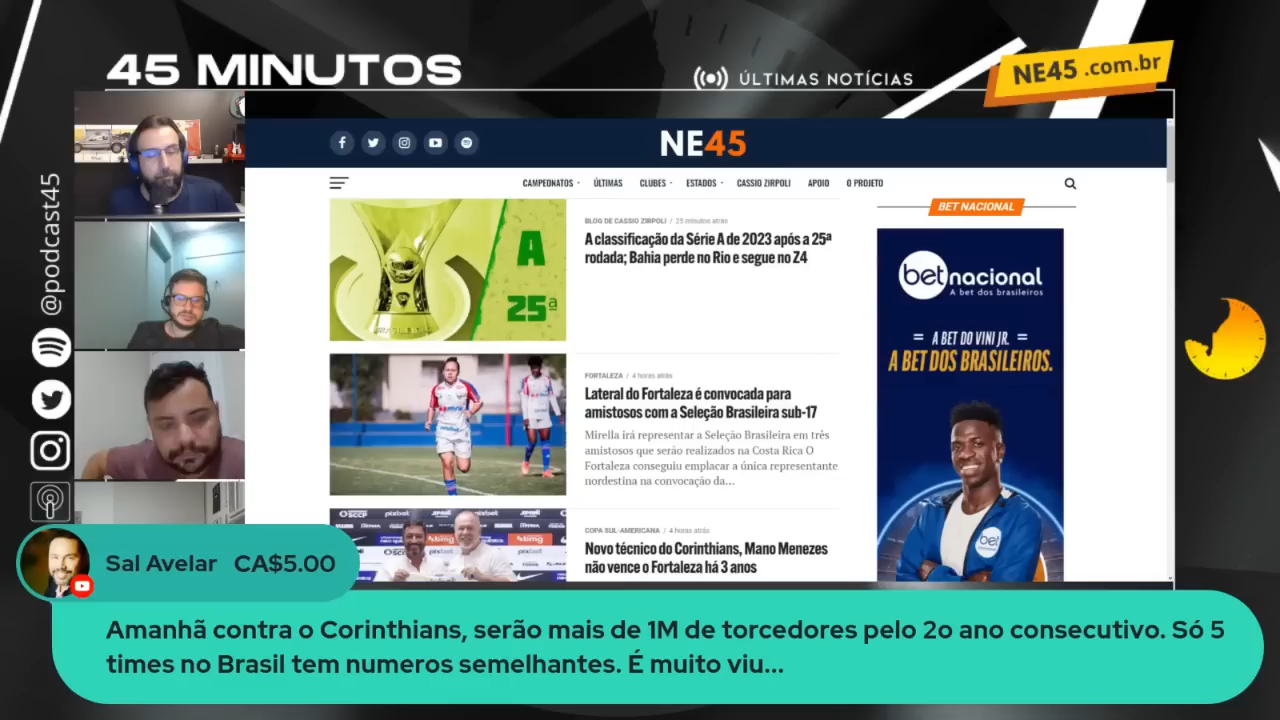 45 MINUTOS
ÚLTIMAS NOTÍCIAS
NE45 .com.br
@podcast45
NE45
CAMPEONATOS
ÚLTIMAS
CLUBES
ESTADOS
CASSIO ZIRPOLI
APOIO
O PROJETO
A
25ª
BLOG DE CASSIO ZIRPOLI / 25 minutos atrás
A classificação da Série A de 2023 após a 25ª
rodada; Bahia perde no Rio e segue no Z4
FORTALEZA / 4 horas atrás
Lateral do Fortaleza é convocada para
amistosos com a Seleção Brasileira sub-17
Mirella irá representar a Seleção Brasileira em três
amistosos que serão realizados na Costa Rica O
Fortaleza conseguiu emplacar a única representante
nordestina na convocação da...
COPA SUL-AMERICANA / 4 horas atrás
Novo técnico do Corinthians, Mano Menezes
não vence o Fortaleza há 3 anos
BET NACIONAL
betnacional
A bet dos brasileiros
= A BET DO VINI JR. =
A BET DOS BRASILEIROS.
bet
Sal Avelar CA$5.00
Amanhã contra o Corinthians, serão mais de 1M de torcedores pelo 2o ano consecutivo. Só 5
times no Brasil tem numeros semelhantes. É muito viu...